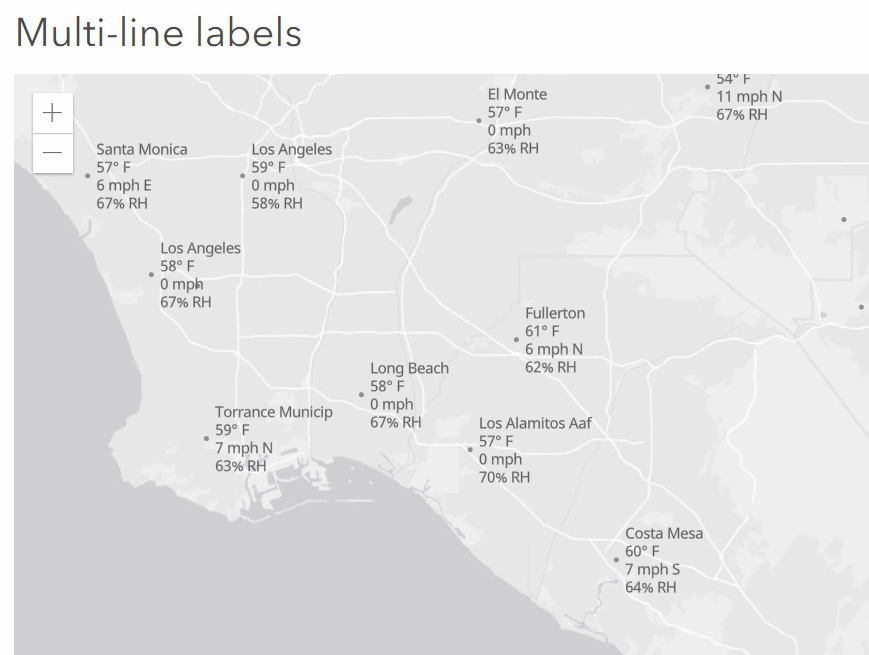 Multi-line labels
+
−
54° F
11 mph N
67% RH
El Monte
57° F
0 mph
63% RH
Santa Monica
57° F
6 mph E
67% RH
Los Angeles
59° F
0 mph
58% RH
Los Angeles
58° F
0 mph
67% RH
Fullerton
61° F
6 mph N
62% RH
Long Beach
58° F
0 mph
67% RH
Torrance Municip
59° F
7 mph N
63% RH
Los Alamitos Aaf
57° F
0 mph
70% RH
Costa Mesa
60° F
7 mph S
64% RH